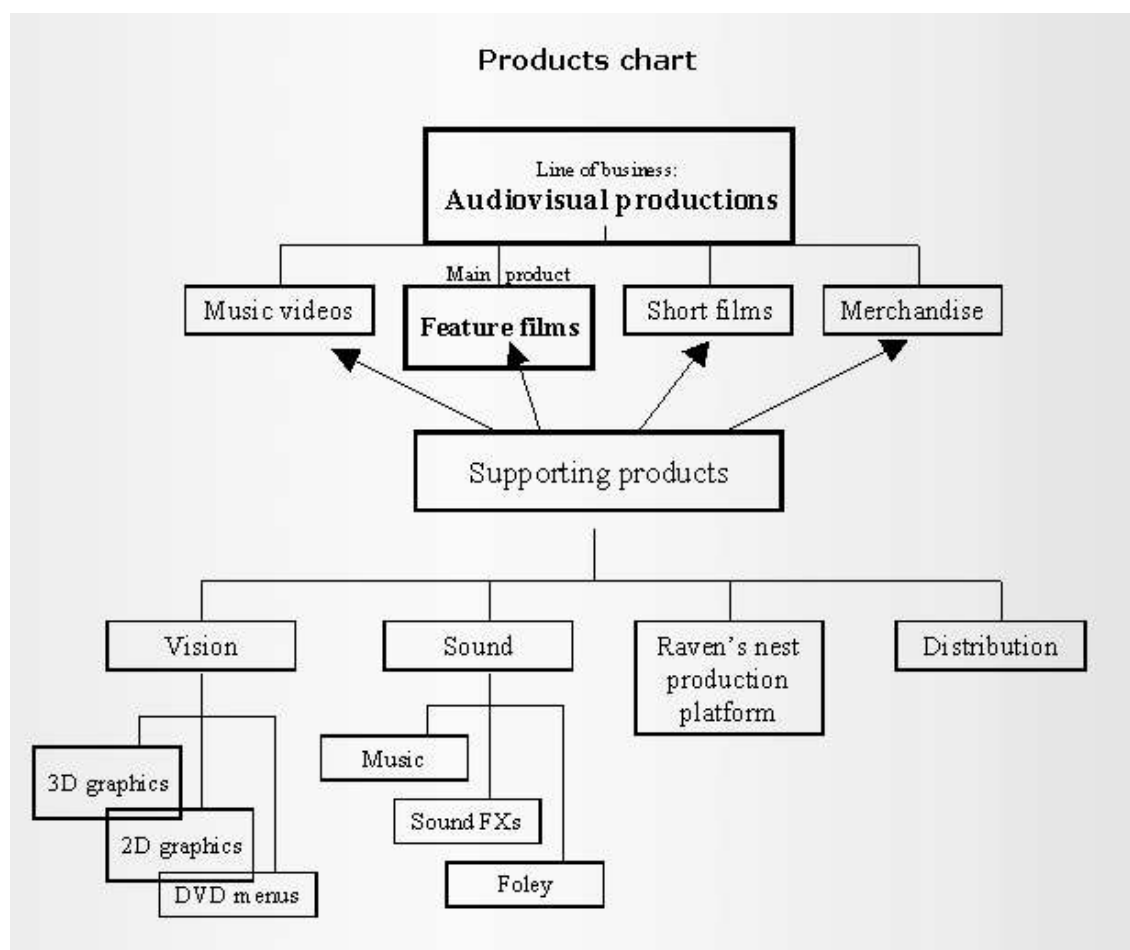 Products chart
Line of business:
Audiovisual productions
Main product
Music videos
Feature films
Short films
Merchandise
Supporting products
Vision
Sound
Raven’s nest
production
platform
Distribution
3D graphics
2D graphics
DVD menus
Music
Sound FXs
Foley